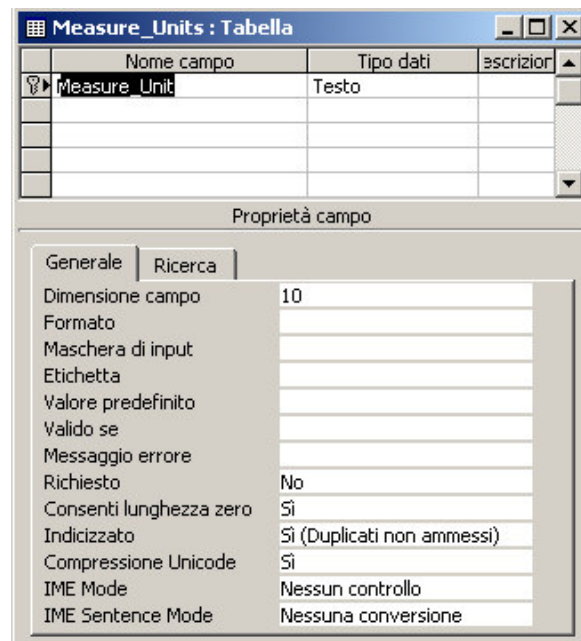 Measure_Units : Tabella
Nome campo Tipo dati escrizion
Measure_Unit Testo
Proprietà campo
Generale Ricerca
Dimensione campo 10
Formato
Maschera di input
Etichetta
Valore predefinito
Valido se
Messaggio errore
Richiesto No
Consenti lunghezza zero Sì
Indicizzato Sì (Duplicati non ammessi)
Compressione Unicode Sì
IME Mode Nessun controllo
IME Sentence Mode Nessuna conversione